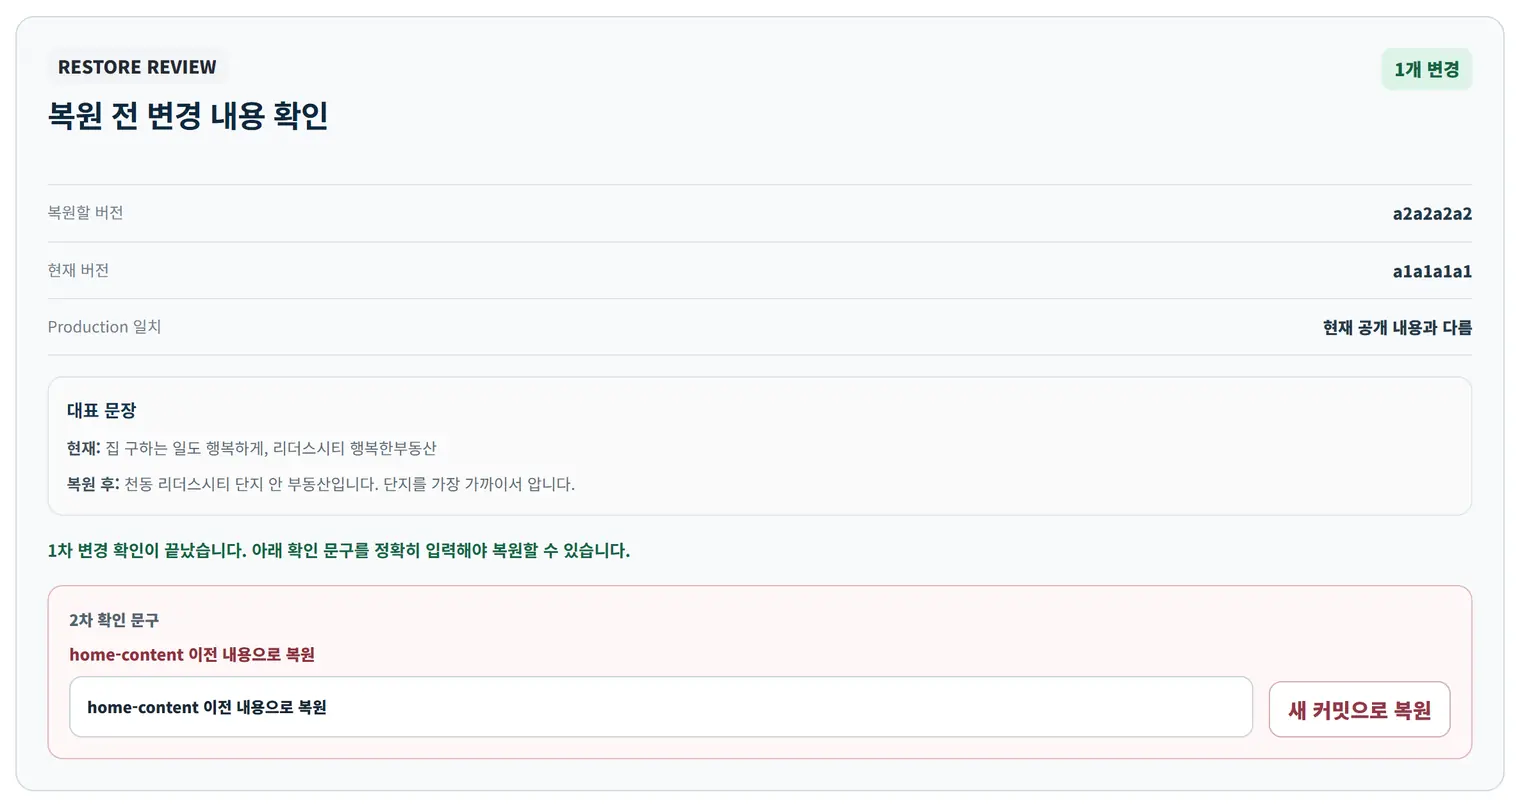 RESTORE REVIEW
1개 변경
복원 전 변경 내용 확인
복원할 버전 a2a2a2a2
현재 버전 a1a1a1a1
Production 일치 현재 공개 내용과 다름
대표 문장
현재: 집 구하는 일도 행복하게, 리더스시티 행복한부동산
복원 후: 천동 리더스시티 단지 안 부동산입니다. 단지를 가장 가까이서 압니다.
1차 변경 확인이 끝났습니다. 아래 확인 문구를 정확히 입력해야 복원할 수 있습니다.
2차 확인 문구
home-content 이전 내용으로 복원
home-content 이전 내용으로 복원
새 커밋으로 복원